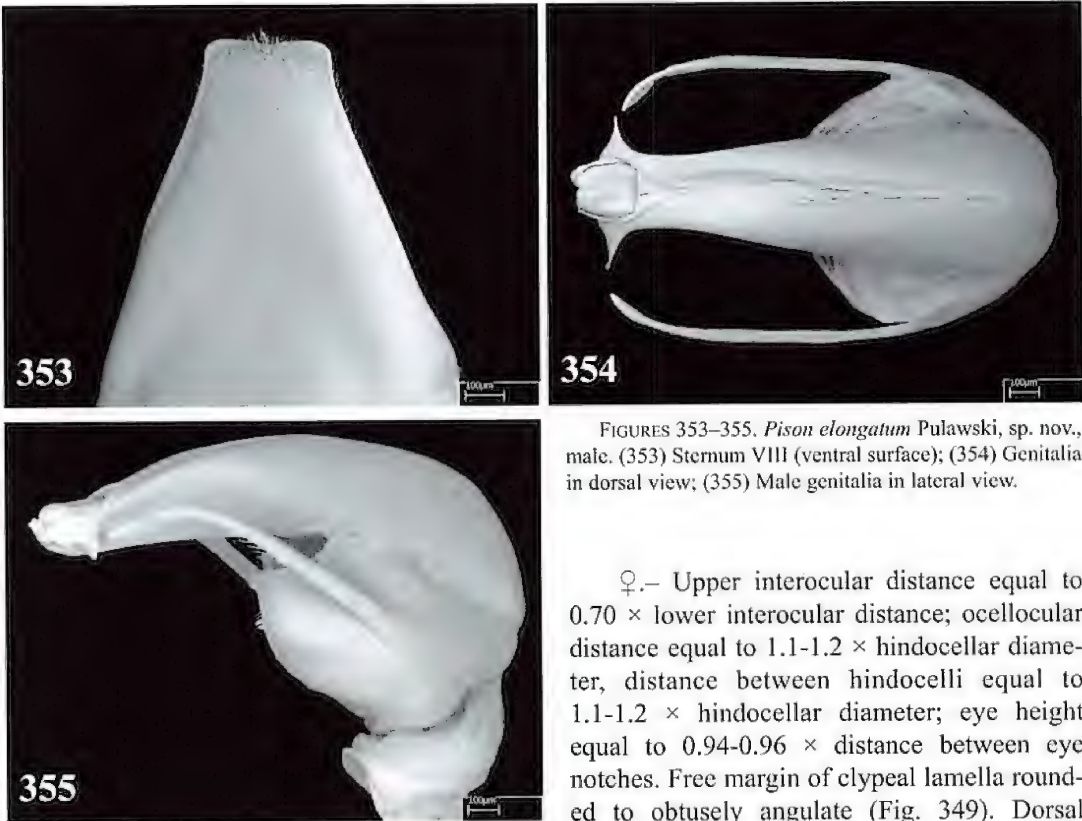 353
100µm
354
100µm
355
100µm
FIGURES 353–355. Pison elongatum Pulawski, sp. nov.,
male. (353) Sternum VIII (ventral surface); (354) Genitalia
in dorsal view; (355) Male genitalia in lateral view.
♀.– Upper interocular distance equal to
0.70 × lower interocular distance; ocellocular
distance equal to 1.1-1.2 × hindocellar diame-
ter, distance between hindocelli equal to
1.1-1.2 × hindocellar diameter; eye height
equal to 0.94-0.96 × distance between eye
notches. Free margin of clypeal lamella round-
ed to obtusely angulate (Fig. 349). Dorsal